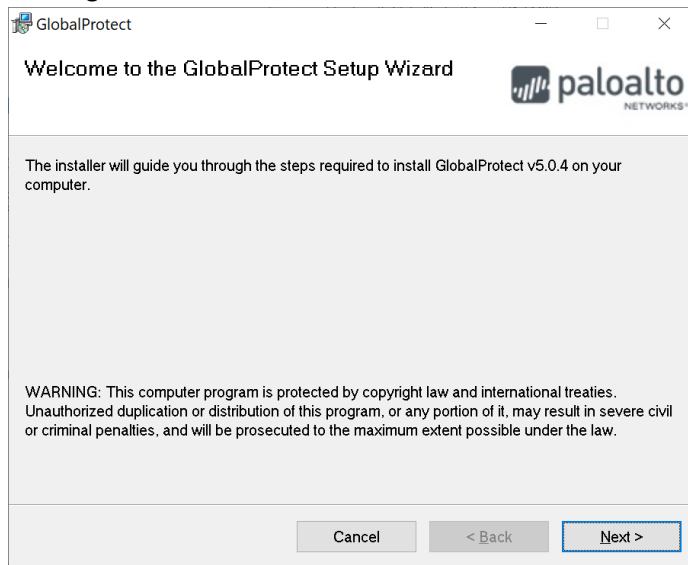 GlobalProtect
Welcome to the GlobalProtect Setup Wizard
paloalto
NETWORKS®
The installer will guide you through the steps required to install GlobalProtect v5.0.4 on your
computer.
WARNING: This computer program is protected by copyright law and international treaties.
Unauthorized duplication or distribution of this program, or any portion of it, may result in severe civil
or criminal penalties, and will be prosecuted to the maximum extent possible under the law.
Cancel < Back Next >